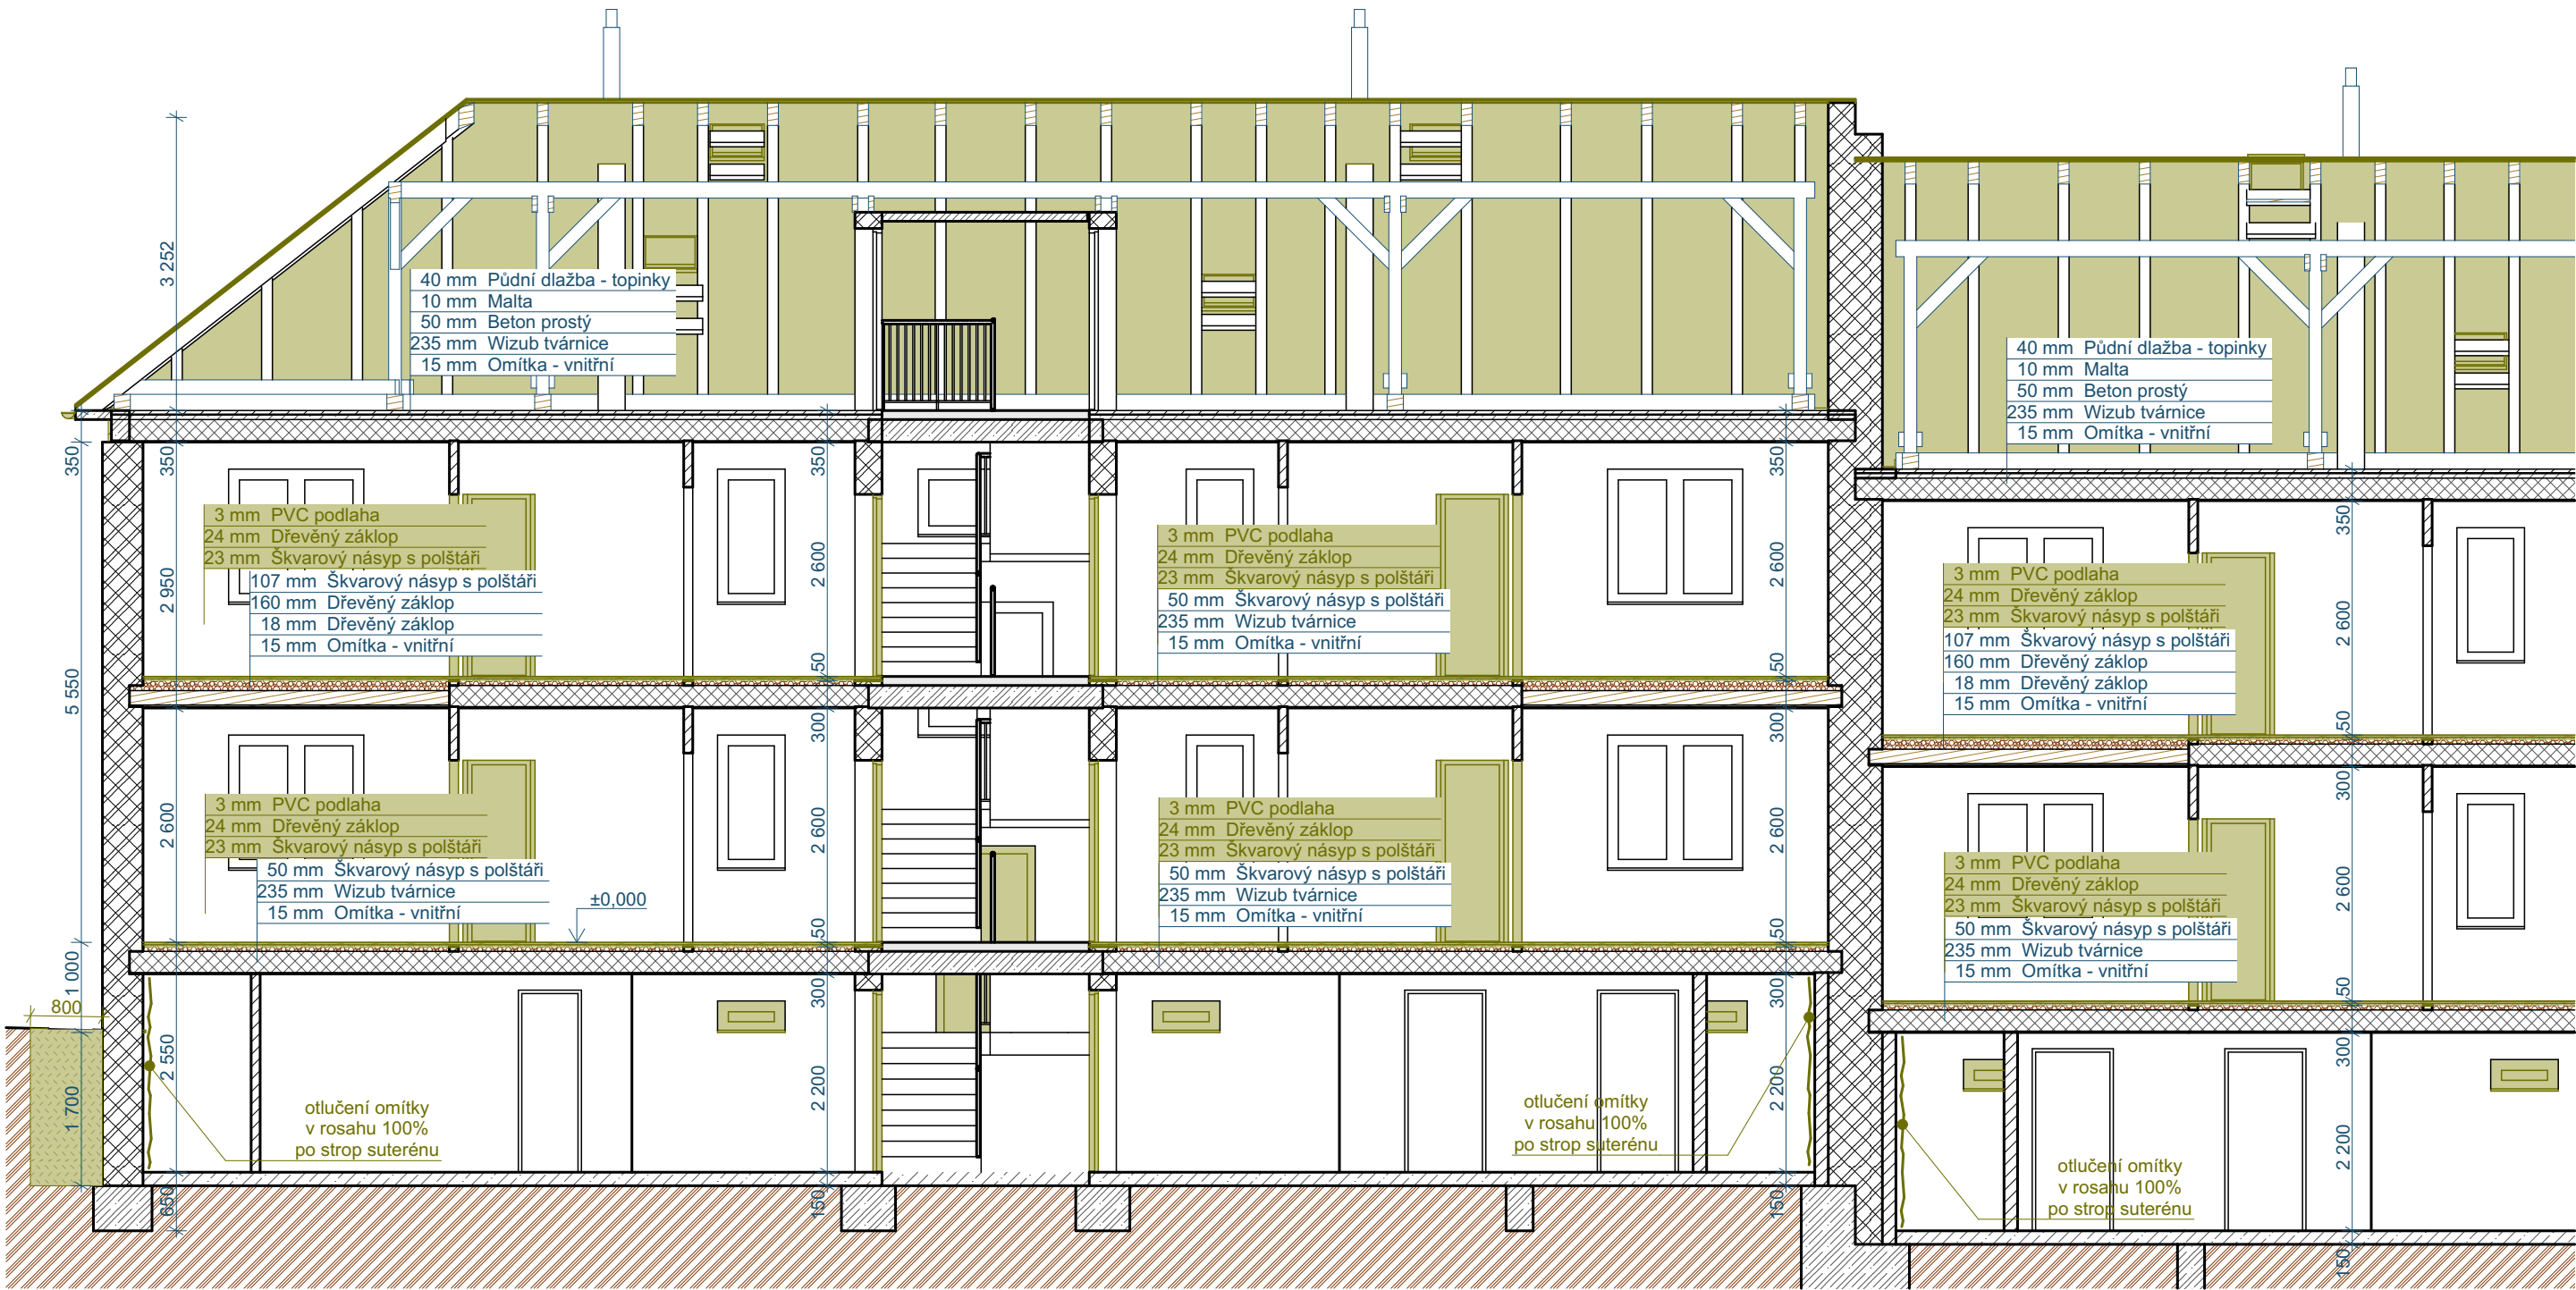 3 252
40 mm Půdní dlažba - topinky
10 mm Malta
50 mm Beton prostý
235 mm Wizub tvárnice
15 mm Omítka - vnitřní
40 mm Půdní dlažba - topinky
10 mm Malta
50 mm Beton prostý
235 mm Wizub tvárnice
15 mm Omítka - vnitřní
350
350
350
350
350
3 mm PVC podlaha
24 mm Dřevěný záklop
23 mm Škvarový násyp s polštáři
107 mm Škvarový násyp s polštáři
160 mm Dřevěný záklop
18 mm Dřevěný záklop
15 mm Omítka - vnitřní
3 mm PVC podlaha
24 mm Dřevěný záklop
23 mm Škvarový násyp s polštáři
50 mm Škvarový násyp s polštáři
235 mm Wizub tvárnice
15 mm Omítka - vnitřní
3 mm PVC podlaha
24 mm Dřevěný záklop
23 mm Škvarový násyp s polštáři
107 mm Škvarový násyp s polštáři
160 mm Dřevěný záklop
18 mm Dřevěný záklop
15 mm Omítka - vnitřní
2 950
2 600
2 600
2 600
5 550
50
50
50
300
300
300
3 mm PVC podlaha
24 mm Dřevěný záklop
23 mm Škvarový násyp s polštáři
50 mm Škvarový násyp s polštáři
235 mm Wizub tvárnice
15 mm Omítka - vnitřní
3 mm PVC podlaha
24 mm Dřevěný záklop
23 mm Škvarový násyp s polštáři
50 mm Škvarový násyp s polštáři
235 mm Wizub tvárnice
15 mm Omítka - vnitřní
3 mm PVC podlaha
24 mm Dřevěný záklop
23 mm Škvarový násyp s polštáři
50 mm Škvarový násyp s polštáři
235 mm Wizub tvárnice
15 mm Omítka - vnitřní
2 600
2 600
2 600
2 600
±0,000
50
50
50
1 000
800
300
300
300
2 550
1 700
2 200
2 200
2 200
otlučení omítky
v rosahu 100%
po strop suterénu
otlučení omítky
v rosahu 100%
po strop suterénu
otlučení omítky
v rosahu 100%
po strop suterénu
650
150
150
150